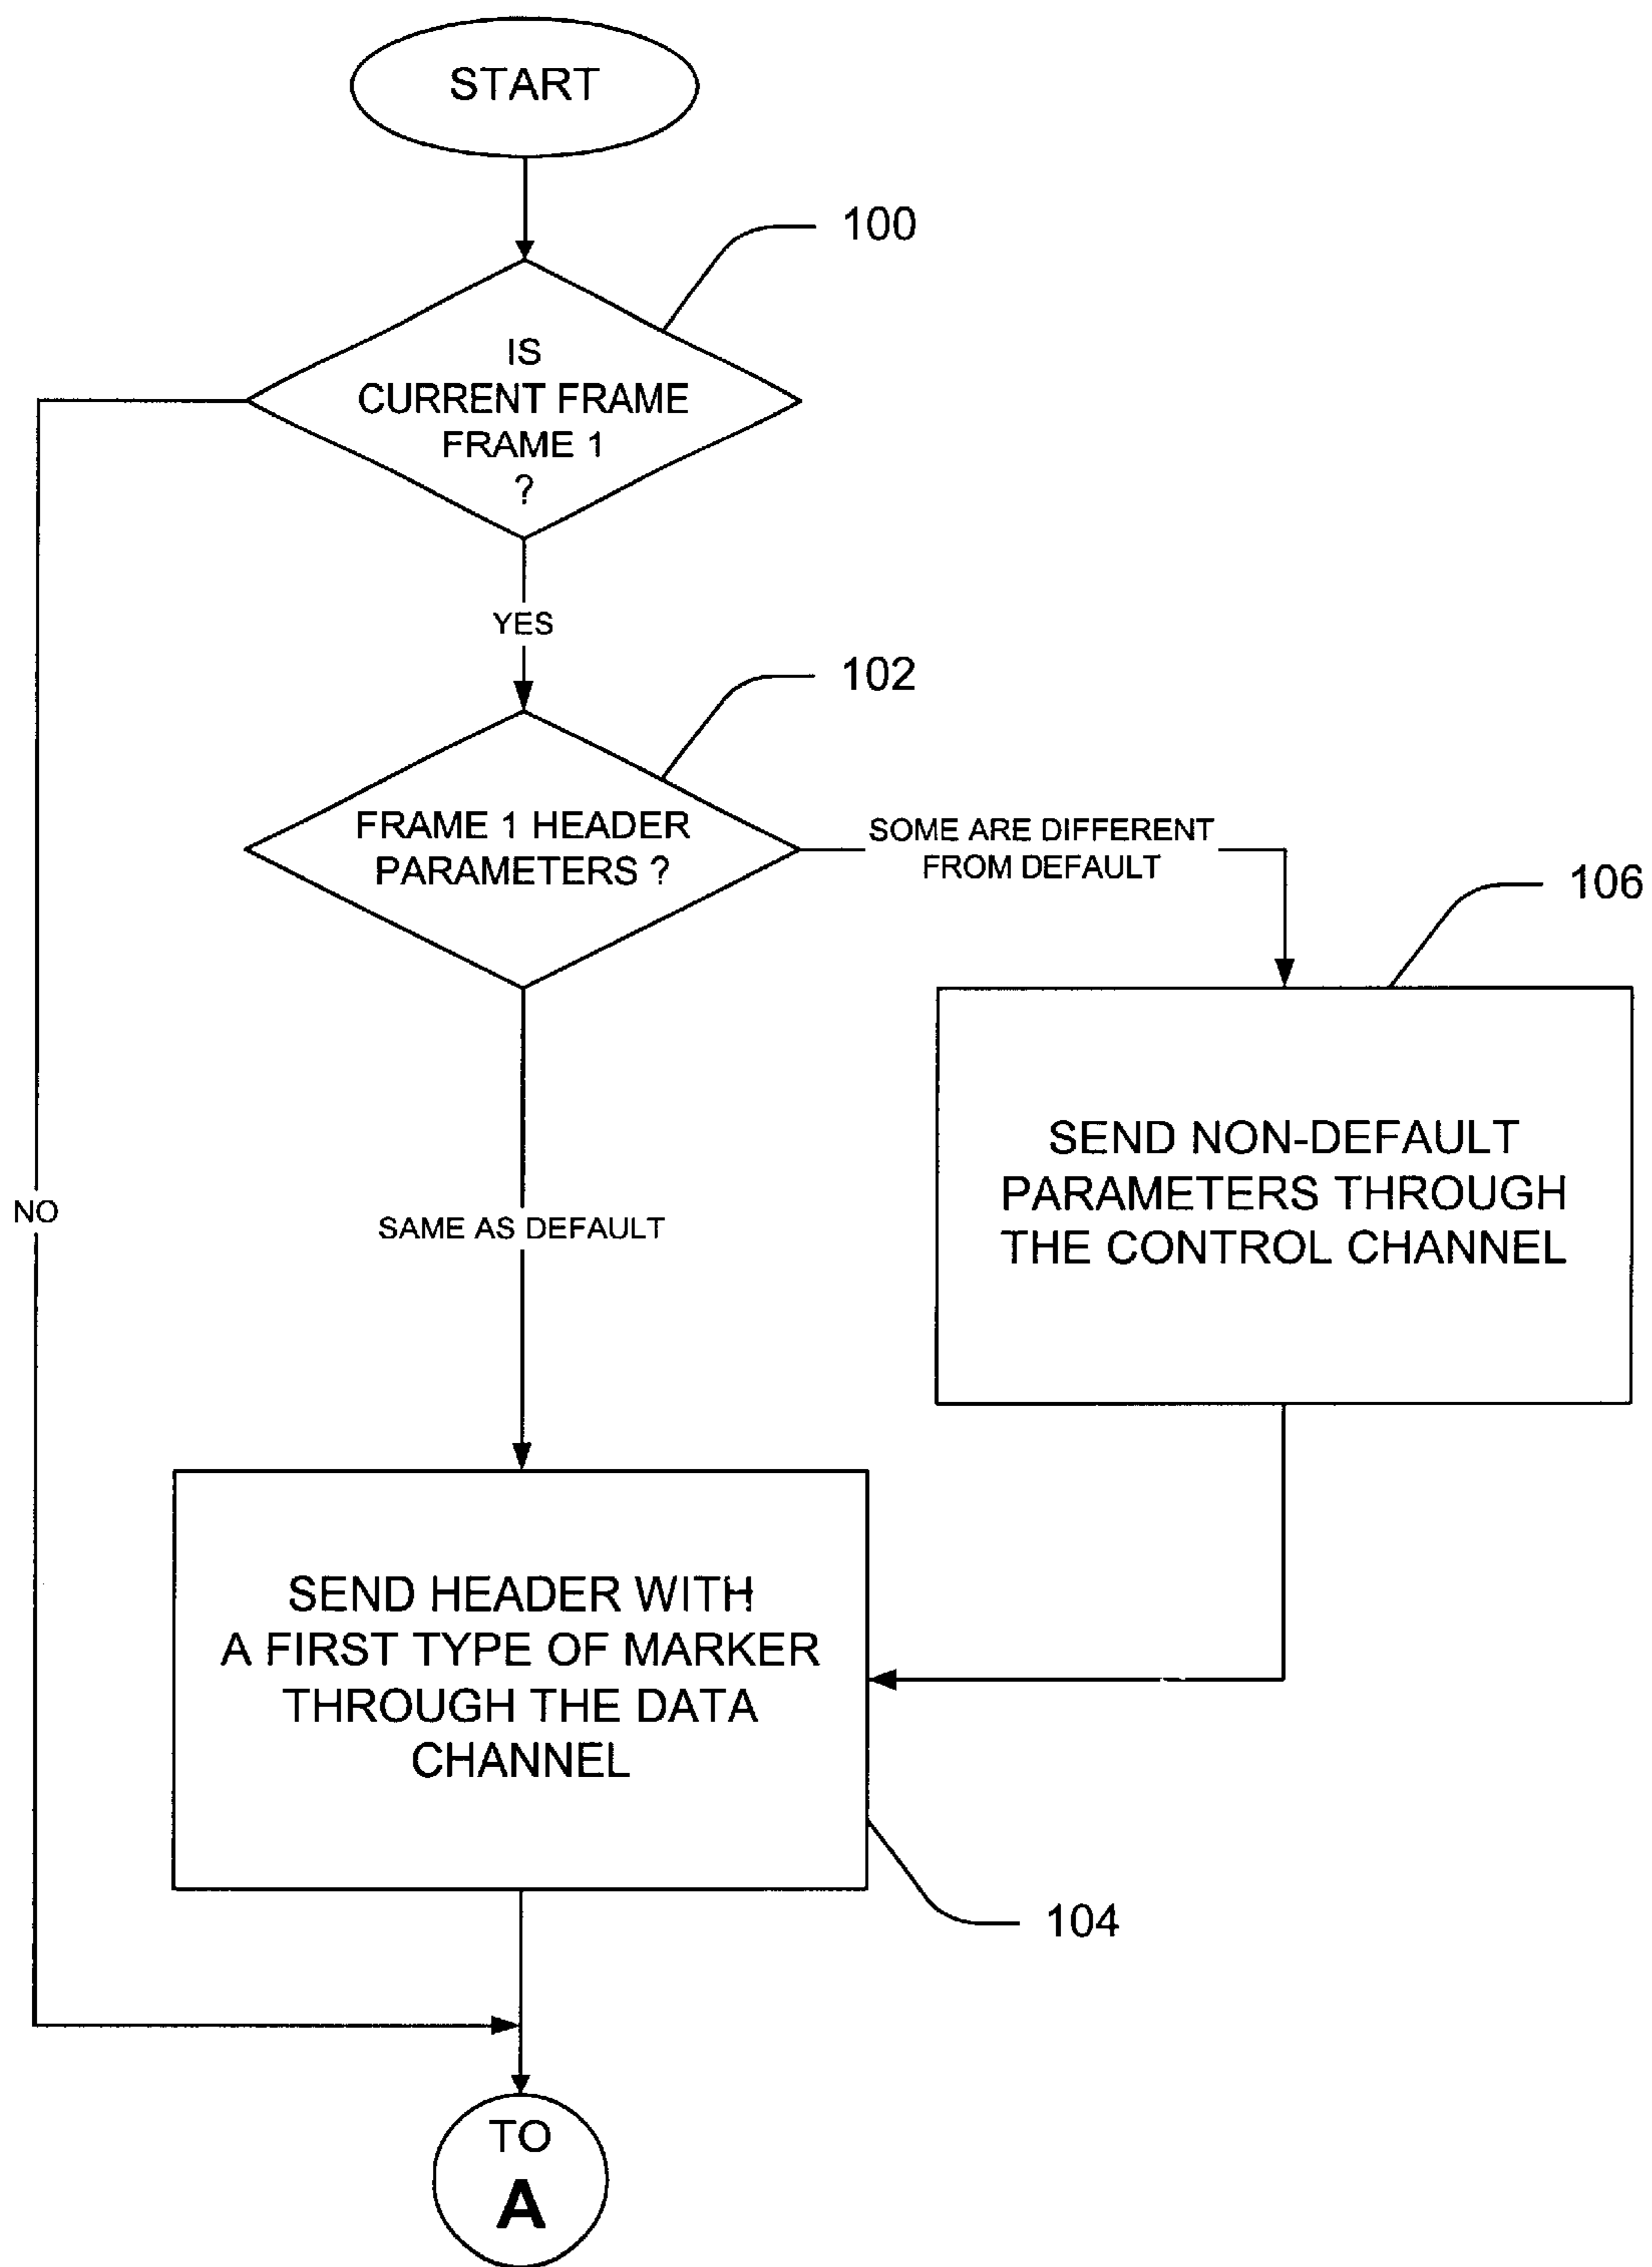 START
100
IS
CURRENT FRAME
FRAME 1
?
YES
102
FRAME 1 HEADER
PARAMETERS ?
SOME ARE DIFFERENT
FROM DEFAULT
106
SEND NON-DEFAULT
PARAMETERS THROUGH
THE CONTROL CHANNEL
NO
SAME AS DEFAULT
SEND HEADER WITH
A FIRST TYPE OF MARKER
THROUGH THE DATA
CHANNEL
104
TO
A